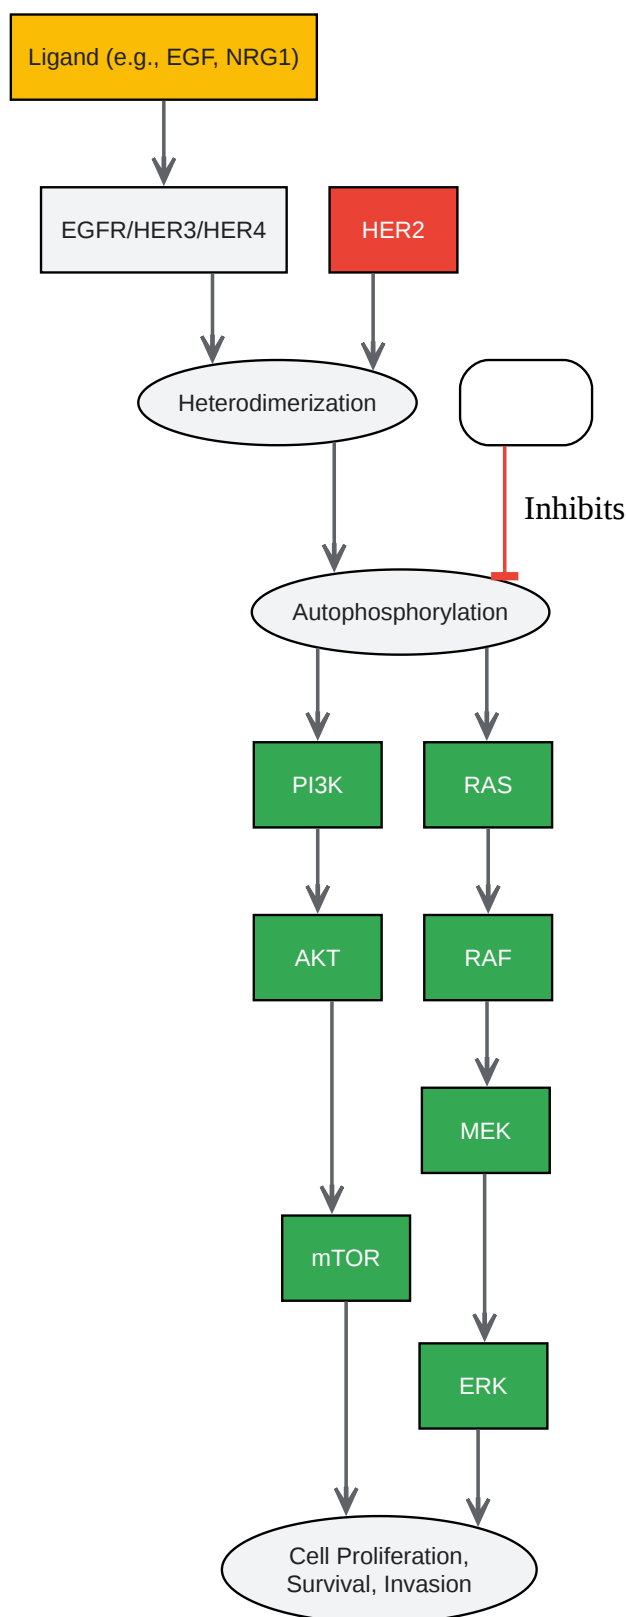 Ligand (e.g., EGF, NRG1)
EGFR/HER3/HER4
HER2
Heterodimerization
Inhibits
Autophosphorylation
PI3K
RAS
AKT
RAF
MEK
mTOR
ERK
Cell Proliferation,
Survival, Invasion